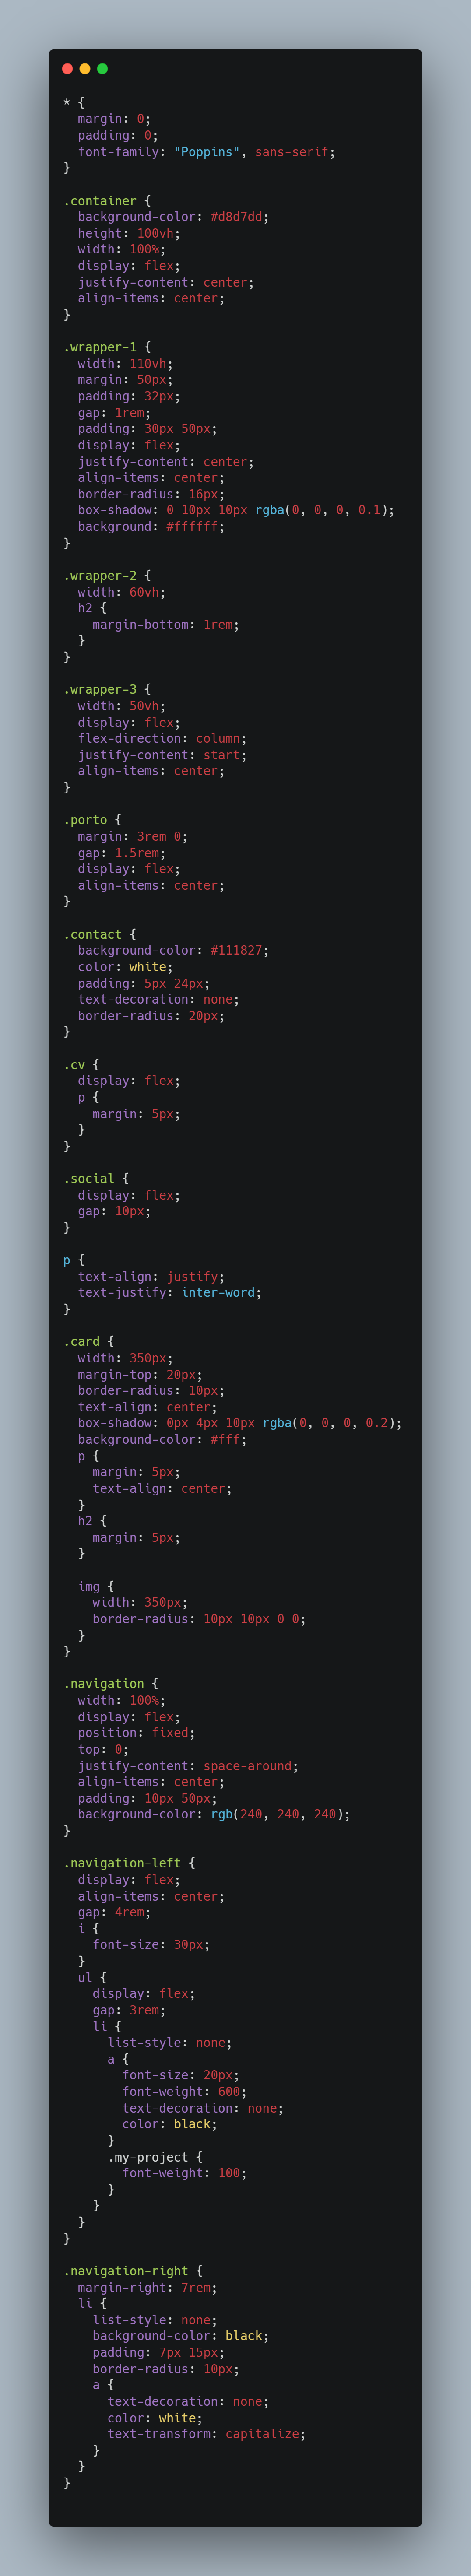 * {
  margin: 0;
  padding: 0;
  font-family: "Poppins", sans-serif;
}

.container {
  background-color: #d8d7dd;
  height: 100vh;
  width: 100%;
  display: flex;
  justify-content: center;
  align-items: center;
}

.wrapper-1 {
  width: 110vh;
  margin: 50px;
  padding: 32px;
  gap: 1rem;
  padding: 30px 50px;
  display: flex;
  justify-content: center;
  align-items: center;
  border-radius: 16px;
  box-shadow: 0 10px 10px rgba(0, 0, 0, 0.1);
  background: #ffffff;
}

.wrapper-2 {
  width: 60vh;
  h2 {
    margin-bottom: 1rem;
  }
}

.wrapper-3 {
  width: 50vh;
  display: flex;
  flex-direction: column;
  justify-content: start;
  align-items: center;
}

.porto {
  margin: 3rem 0;
  gap: 1.5rem;
  display: flex;
  align-items: center;
}

.contact {
  background-color: #111827;
  color: white;
  padding: 5px 24px;
  text-decoration: none;
  border-radius: 20px;
}

.cv {
  display: flex;
  p {
    margin: 5px;
  }
}

.social {
  display: flex;
  gap: 10px;
}

p {
  text-align: justify;
  text-justify: inter-word;
}

.card {
  width: 350px;
  margin-top: 20px;
  border-radius: 10px;
  text-align: center;
  box-shadow: 0px 4px 10px rgba(0, 0, 0, 0.2);
  background-color: #fff;
  p {
    margin: 5px;
    text-align: center;
  }
  h2 {
    margin: 5px;
  }

  img {
    width: 350px;
    border-radius: 10px 10px 0 0;
  }
}

.navigation {
  width: 100%;
  display: flex;
  position: fixed;
  top: 0;
  justify-content: space-around;
  align-items: center;
  padding: 10px 50px;
  background-color: rgb(240, 240, 240);
}

.navigation-left {
  display: flex;
  align-items: center;
  gap: 4rem;
  i {
    font-size: 30px;
  }
  ul {
    display: flex;
    gap: 3rem;
    li {
      list-style: none;
      a {
        font-size: 20px;
        font-weight: 600;
        text-decoration: none;
        color: black;
      }
      .my-project {
        font-weight: 100;
      }
    }
  }
}

.navigation-right {
  margin-right: 7rem;
  li {
    list-style: none;
    background-color: black;
    padding: 7px 15px;
    border-radius: 10px;
    a {
      text-decoration: none;
      color: white;
      text-transform: capitalize;
    }
  }
}